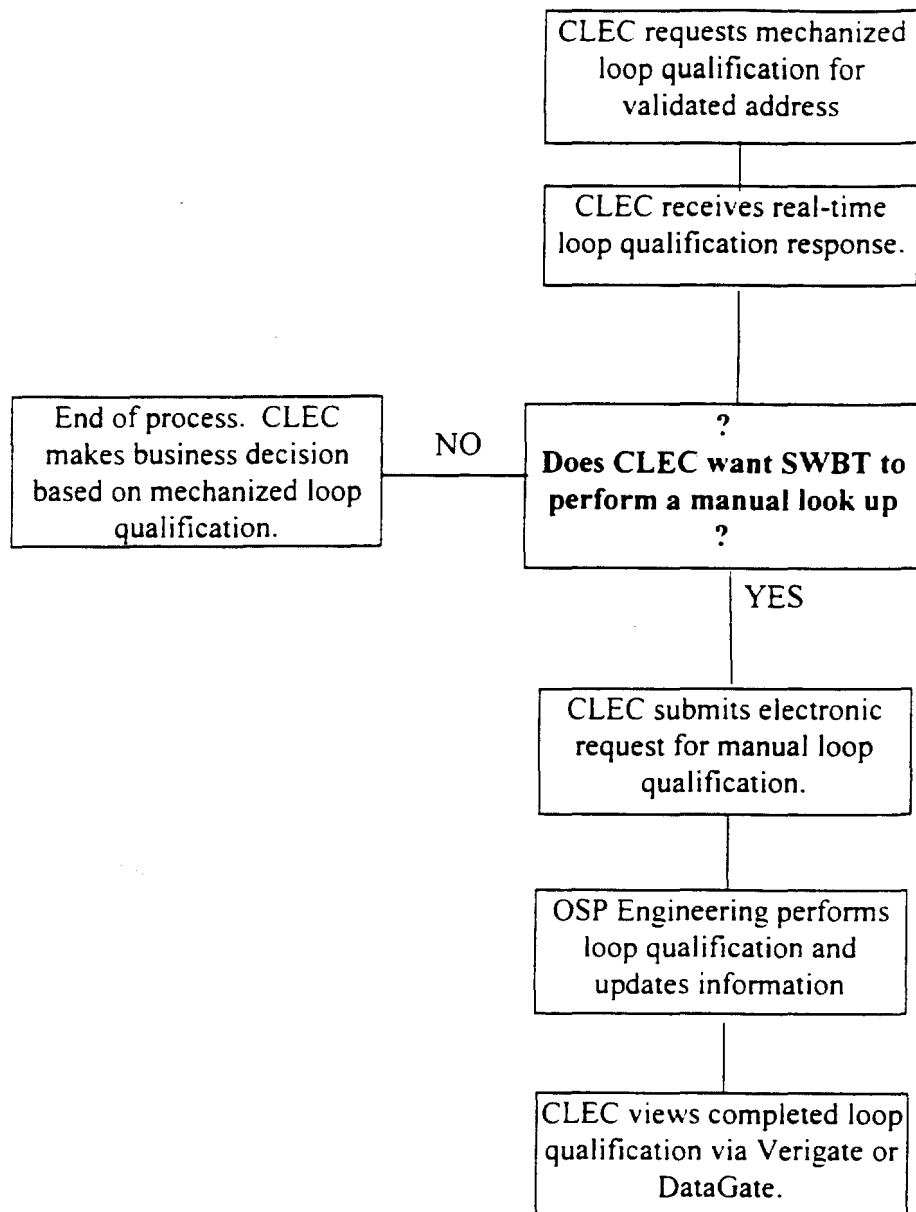 CLEC requests mechanized
loop qualification for
validated address
CLEC receives real-time
loop qualification response.
End of process. CLEC
makes business decision
based on mechanized loop
qualification.
NO
?
Does CLEC want SWBT to
perform a manual look up
?
YES
CLEC submits electronic
request for manual loop
qualification.
OSP Engineering performs
loop qualification and
updates information
CLEC views completed loop
qualification via Verigate or
DataGate.